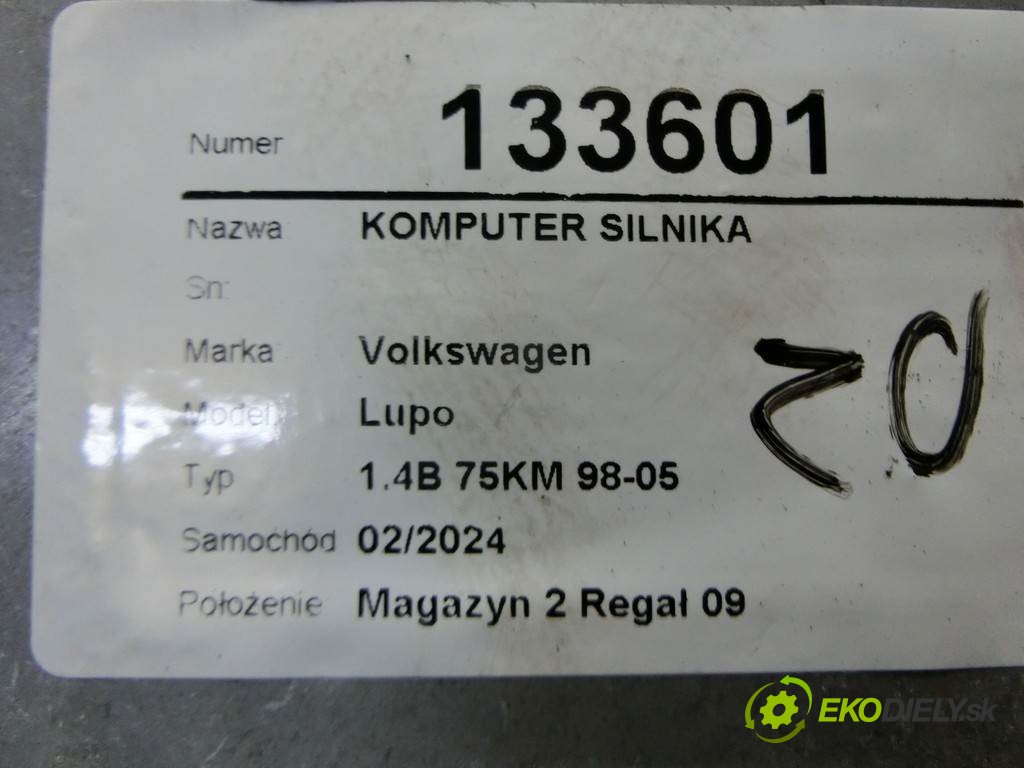 Numer 133601
Nazwa KOMPUTER SILNIKA
Sn:
Marka Volkswagen
Model: Lupo
Typ 1.4B 75KM 98-05
Samochód 02/2024
Położenie Magazyn 2 Regał 09
EKODIELY.sk